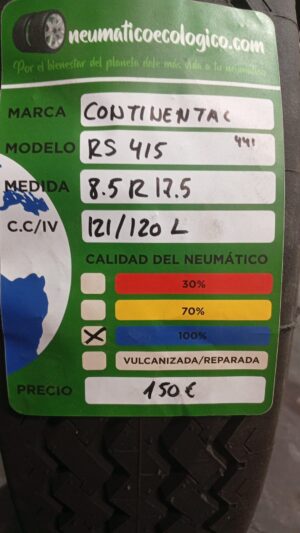 neumaticoecologico.com
Por el bienestar del planeta dale más vida a tu neumático
MARCA CONTINENTAL
MODELO RS 415 441
MEDIDA 8.5 R 17.5
C.C/IV 121/120 L
CALIDAD DEL NEUMÁTICO
30%
70%
100%
VULCANIZADA/REPARADA
PRECIO 150 €